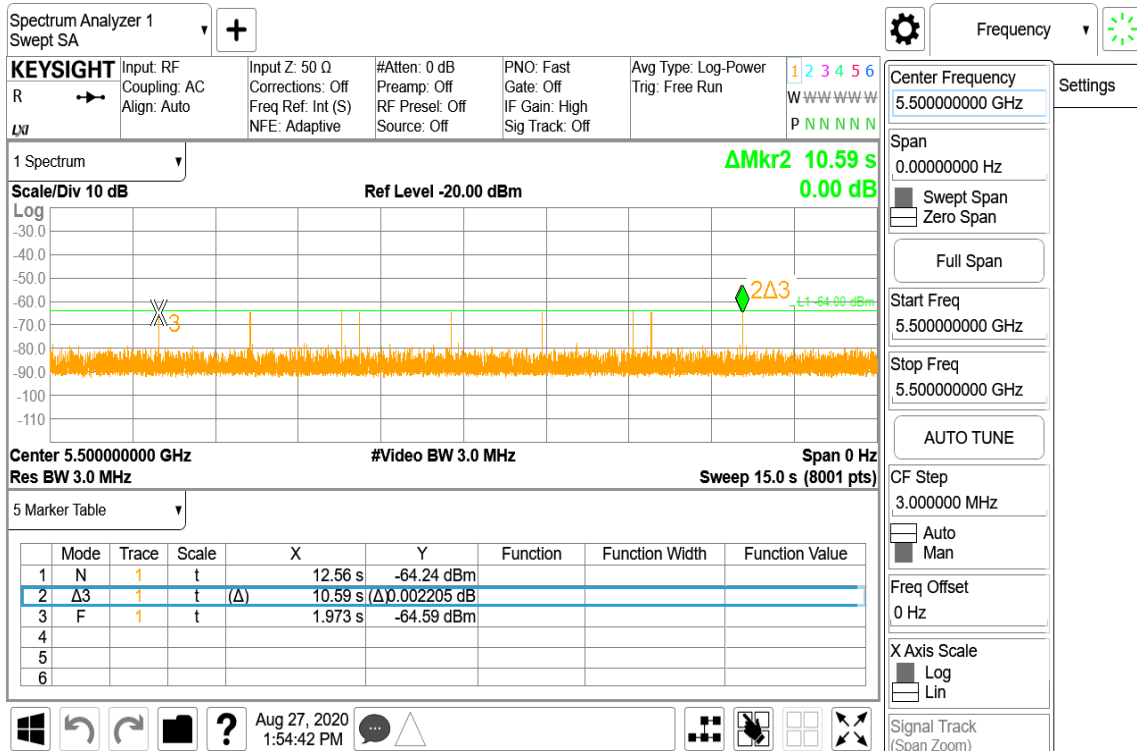 Spectrum Analyzer 1
Swept SA
+
Frequency
KEYSIGHT
R
LXI
Input: RF
Coupling: AC
Align: Auto
Input Z: 50 Ω
Corrections: Off
Freq Ref: Int (S)
NFE: Adaptive
#Atten: 0 dB
Preamp: Off
RF Presel: Off
Source: Off
PNO: Fast
Gate: Off
IF Gain: High
Sig Track: Off
Avg Type: Log-Power
Trig: Free Run
1 2 3 4 5 6
W W W W W W
P N N N N N
1 Spectrum
ΔMkr2 10.59 s
0.00 dB
Scale/Div 10 dB
Ref Level -20.00 dBm
Log
-30.0
-40.0
-50.0
-60.0
-70.0
-80.0
-90.0
-100
-110
3
2Δ3
L1 -64.00 dBm
Center 5.500000000 GHz
#Video BW 3.0 MHz
Span 0 Hz
Res BW 3.0 MHz
Sweep 15.0 s (8001 pts)
5 Marker Table
Mode Trace Scale X Y Function Function Width Function Value
1 N 1 t 12.56 s -64.24 dBm
2 Δ3 1 t (Δ) 10.59 s (Δ)0.002205 dB
3 F 1 t 1.973 s -64.59 dBm
4
5
6
?
Aug 27, 2020
1:54:42 PM
Center Frequency
5.500000000 GHz
Span
0.00000000 Hz
Swept Span
Zero Span
Full Span
Start Freq
5.500000000 GHz
Stop Freq
5.500000000 GHz
AUTO TUNE
CF Step
3.000000 MHz
Auto
Man
Freq Offset
0 Hz
X Axis Scale
Log
Lin
Signal Track
(Span Zoom)
Settings